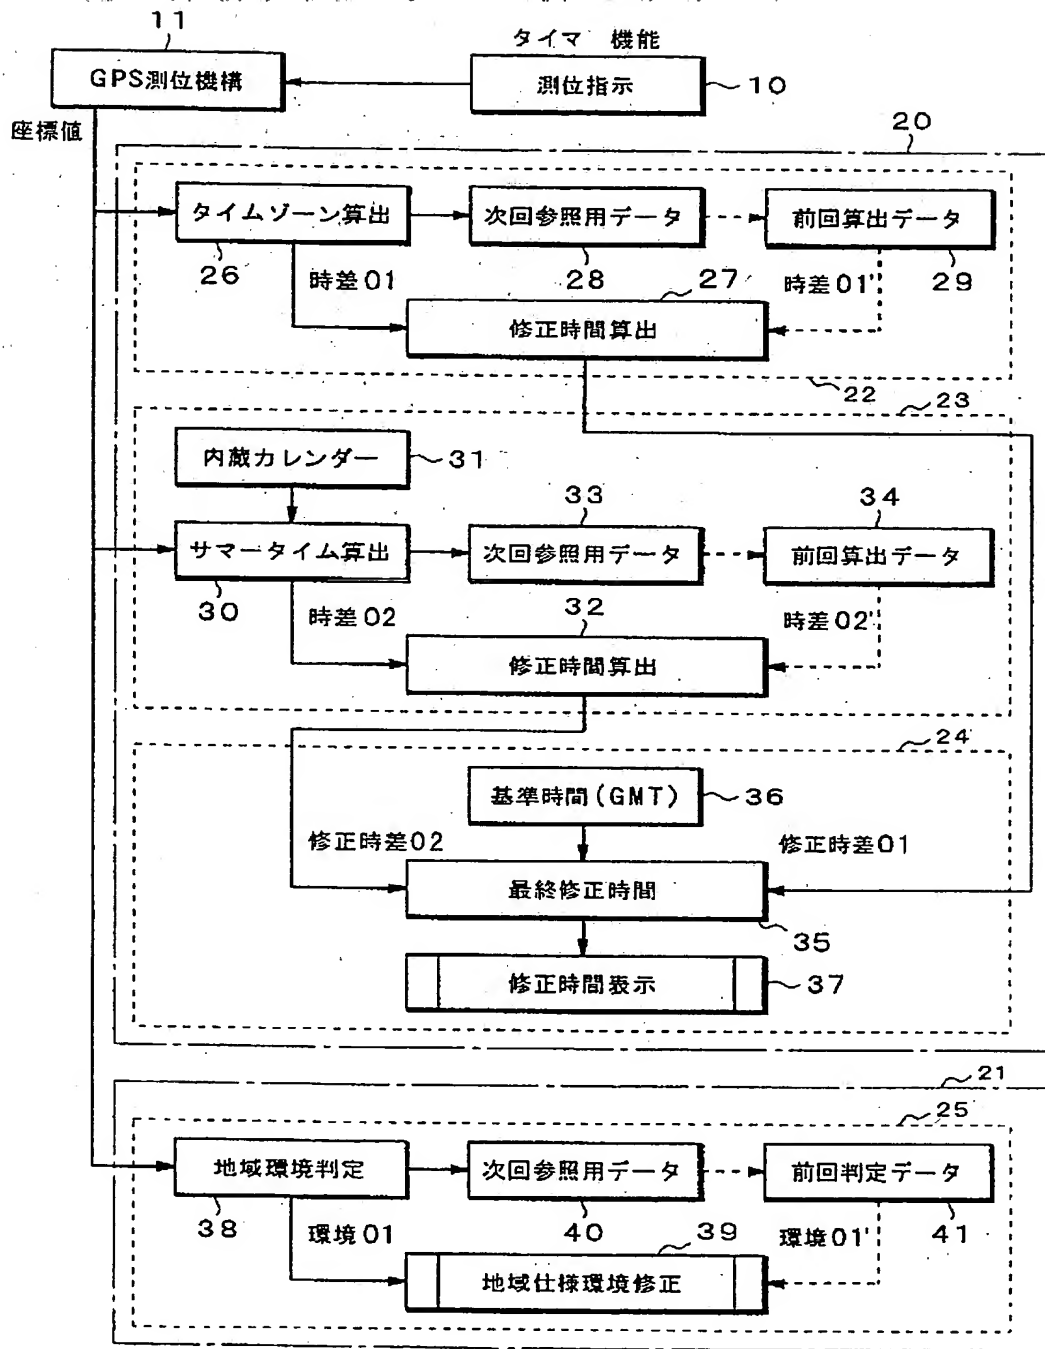 11
タイマ 機能
GPS測位機構
測位指示
10
座標値
20
タイムゾーン算出
次回参照用データ
前回算出データ
26
時差01
28
27
時差01'
29
修正時間算出
22
23
内蔵カレンダー
31
33
34
サマータイム算出
次回参照用データ
前回算出データ
30
時差02
32
時差02'
修正時間算出
24
基準時間(GMT)
36
修正時差02
修正時差01
最終修正時間
35
修正時間表示
37
21
25
地域環境判定
次回参照用データ
前回判定データ
38
環境01
40
39
環境01'
41
地域仕様環境修正